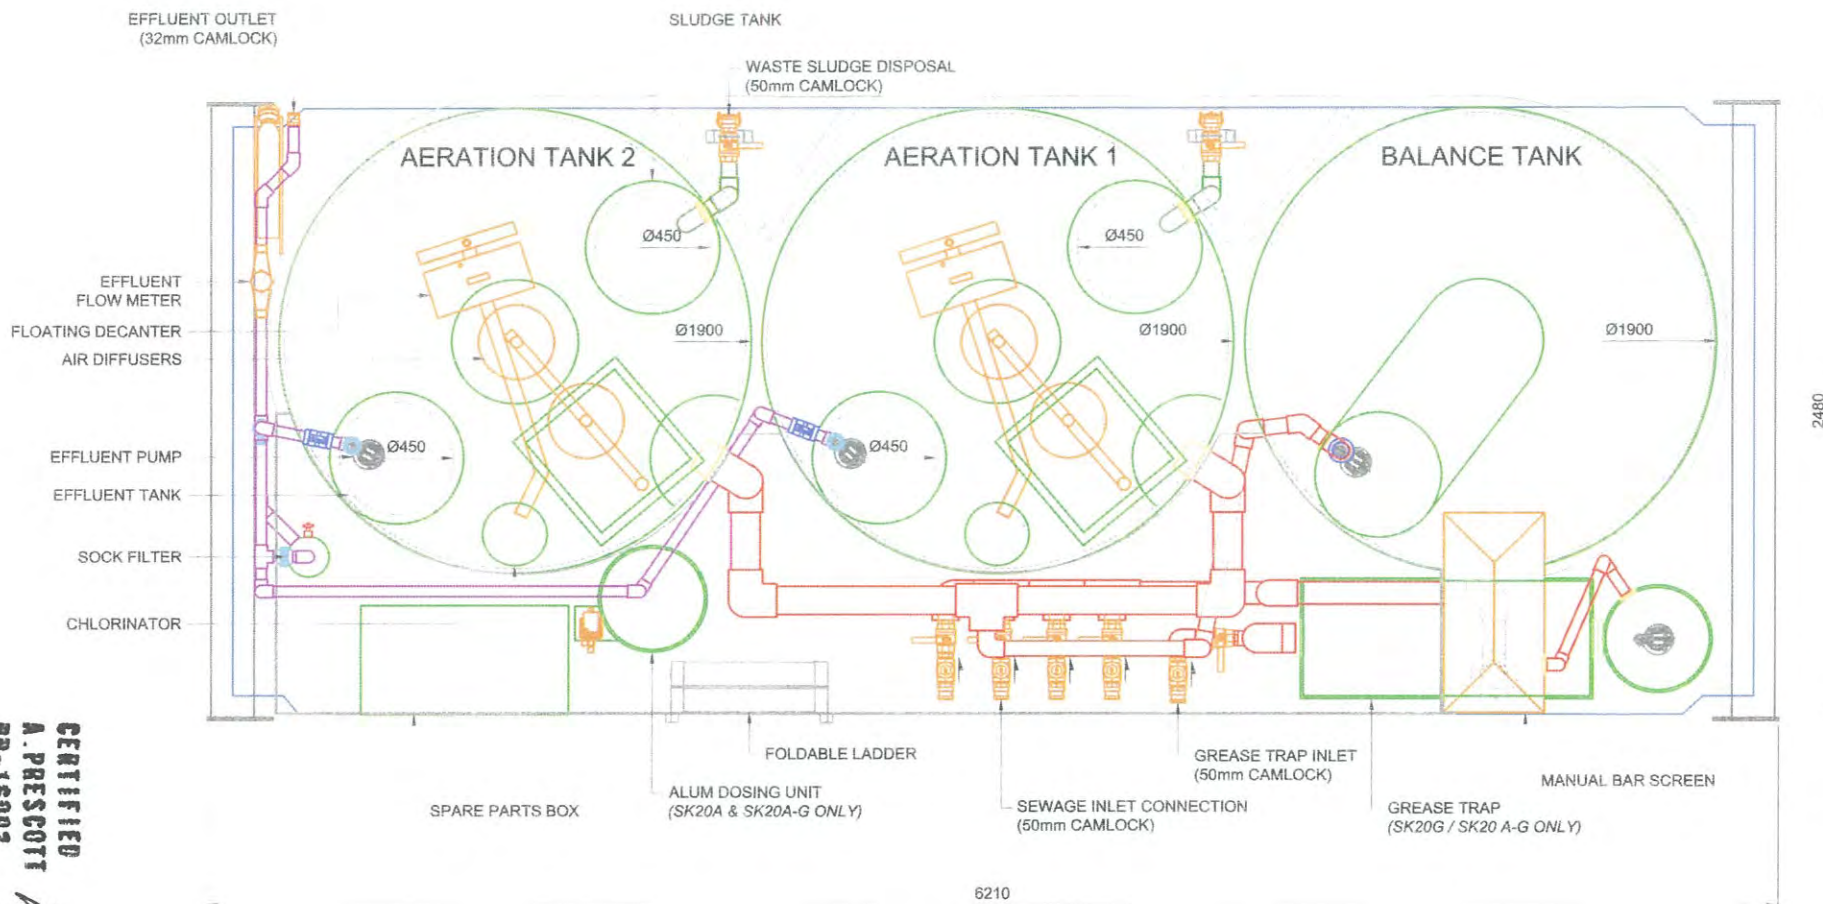 EFFLUENT OUTLET
(32mm CAMLOCK)
SLUDGE TANK
WASTE SLUDGE DISPOSAL
(50mm CAMLOCK)
AERATION TANK 2
AERATION TANK 1
BALANCE TANK
Ø450
Ø450
EFFLUENT
FLOW METER
FLOATING DECANTER
AIR DIFFUSERS
Ø1900
Ø1900
Ø1900
2480
EFFLUENT PUMP
Ø450
Ø450
EFFLUENT TANK
SOCK FILTER
CHLORINATOR
FOLDABLE LADDER
GREASE TRAP INLET
(50mm CAMLOCK)
MANUAL BAR SCREEN
ALUM DOSING UNIT
(SK20A & SK20A-G ONLY)
SPARE PARTS BOX
SEWAGE INLET CONNECTION
(50mm CAMLOCK)
GREASE TRAP
(SK20G / SK20 A-G ONLY)
6210
CERTIFIED
A. PRESCOTT